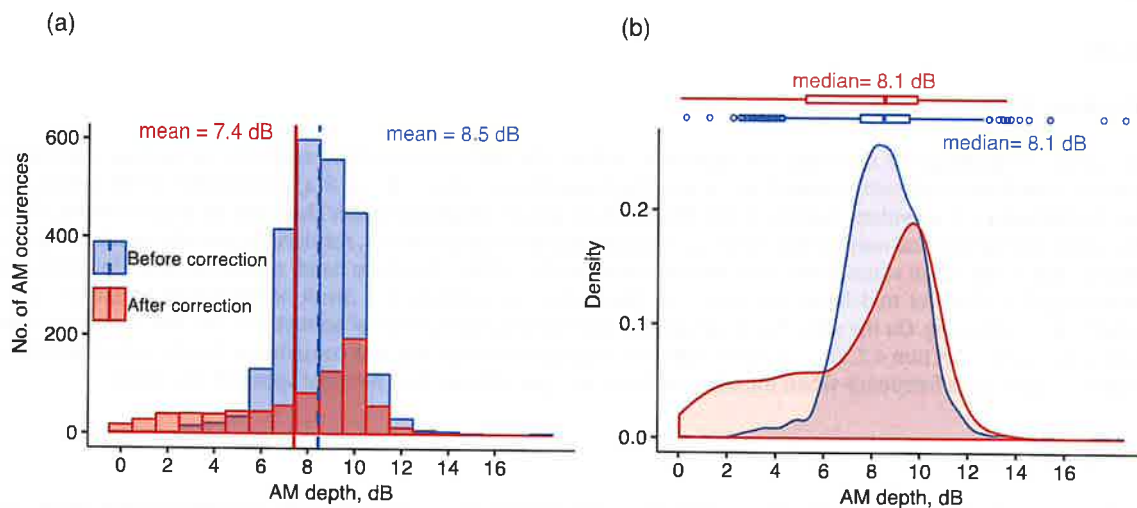 (a)
mean = 7.4 dB
mean = 8.5 dB
600
400
200
0
No. of AM occurences
Before correction
After correction
0 2 4 6 8 10 12 14 16
AM depth, dB
(b)
median= 8.1 dB
median= 8.1 dB
0.2
0.1
0.0
Density
0 2 4 6 8 10 12 14 16
AM depth, dB